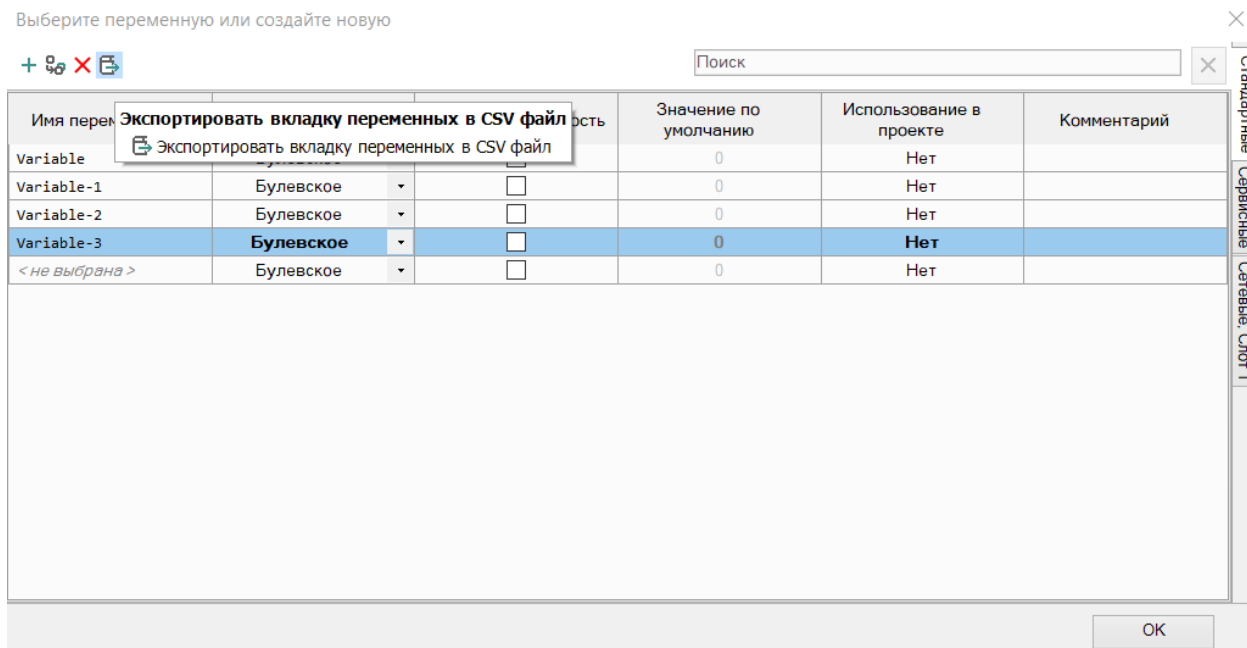 Выберите переменную или создайте новую
Поиск
Имя перем
ость
Значение по
умолчанию
Использование в
проекте
Комментарий
Экспортировать вкладку переменных в CSV файл
Экспортировать вкладку переменных в CSV файл
Variable 0 Нет
Variable-1 Булевское 0 Нет
Variable-2 Булевское 0 Нет
Variable-3 Булевское 0 Нет
<не выбрана> Булевское 0 Нет
Стандартные
Сервисные
Сетевые, Слот 1
OK